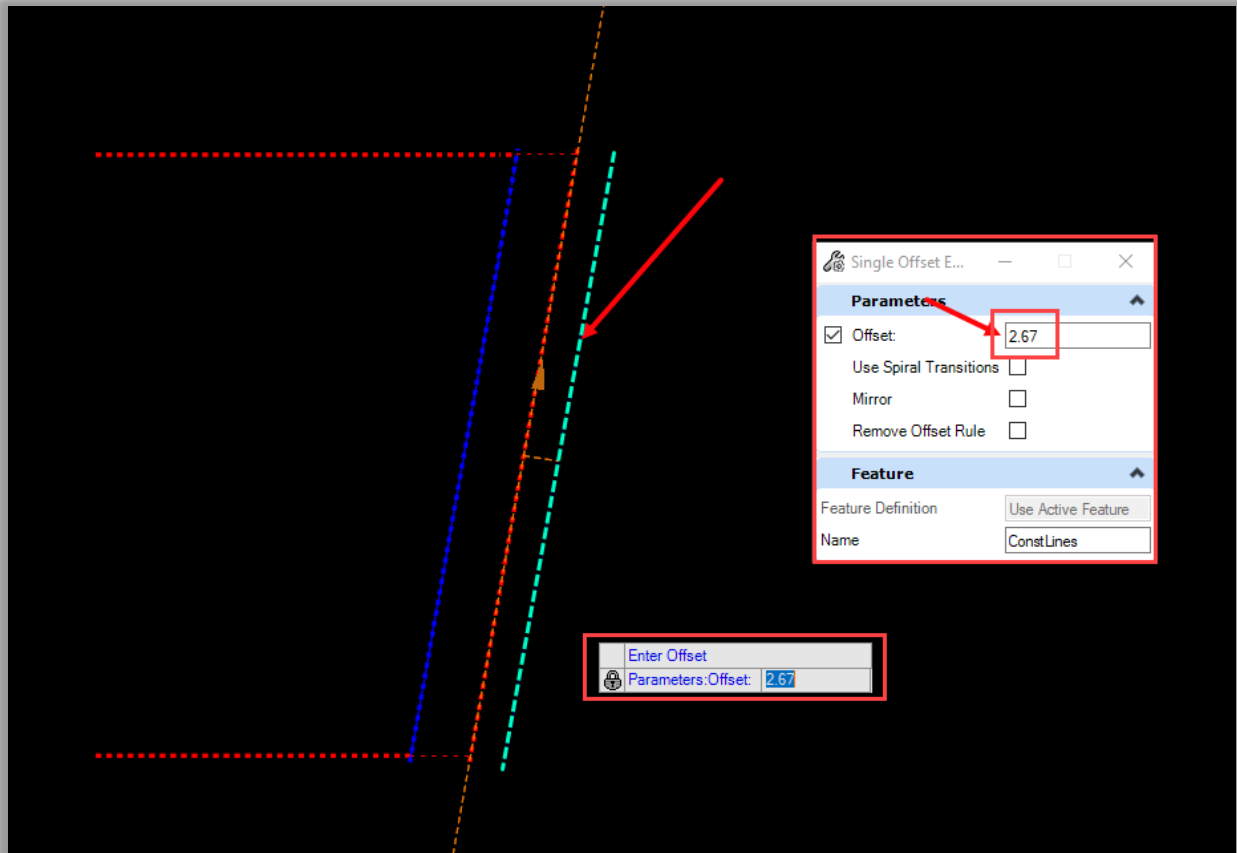 Single Offset E...
Parameters
Offset: 2.67
Use Spiral Transitions
Mirror
Remove Offset Rule
Feature
Feature Definition Use Active Feature
Name ConstLines
Enter Offset
Parameters:Offset: 2.67